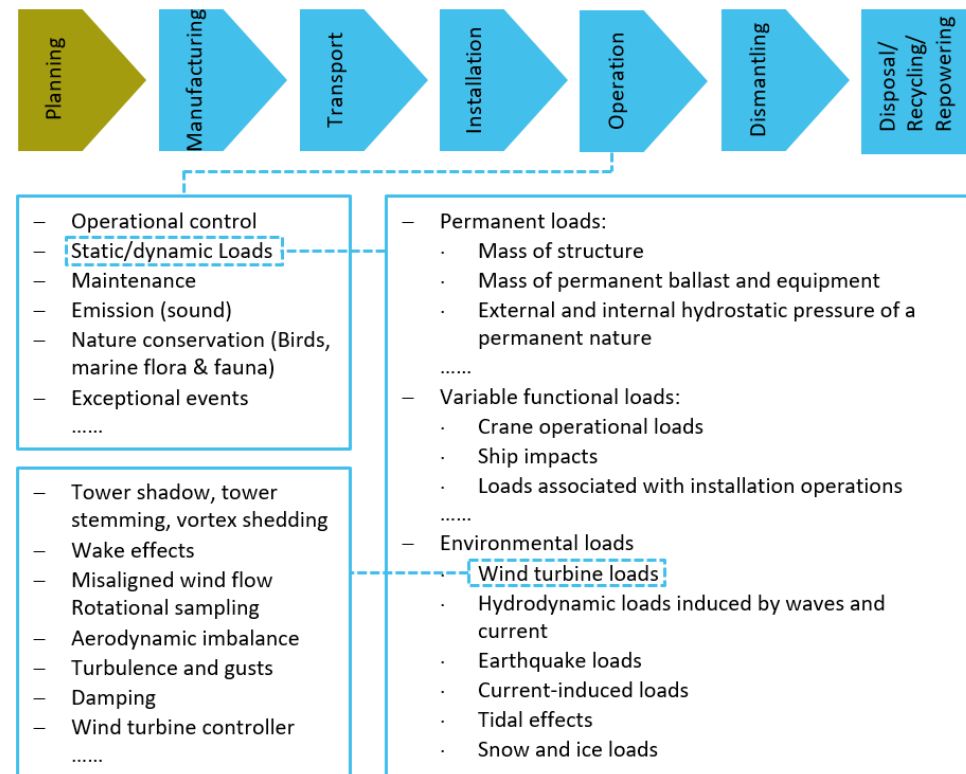 Planning
Manufacturing
Transport
Installation
Operation
Dismantling
Disposal/
Recycling/
Repowering
– Operational control
– Static/dynamic Loads
– Maintenance
– Emission (sound)
– Nature conservation (Birds,
marine flora & fauna)
– Exceptional events
......
– Tower shadow, tower
stemming, vortex shedding
– Wake effects
– Misaligned wind flow
Rotational sampling
– Aerodynamic imbalance
– Turbulence and gusts
– Damping
– Wind turbine controller
......
– Permanent loads:
· Mass of structure
· Mass of permanent ballast and equipment
· External and internal hydrostatic pressure of a
permanent nature
......
– Variable functional loads:
· Crane operational loads
· Ship impacts
· Loads associated with installation operations
......
– Environmental loads
· Wind turbine loads
· Hydrodynamic loads induced by waves and
current
· Earthquake loads
· Current-induced loads
· Tidal effects
· Snow and ice loads